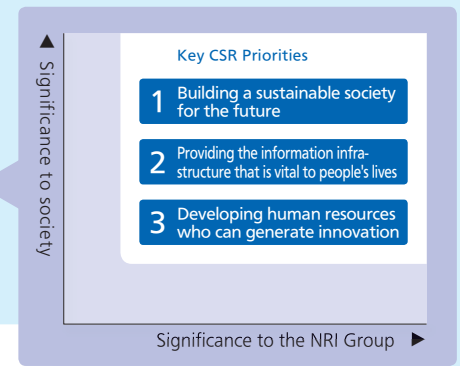 Key CSR Priorities
1 Building a sustainable society
for the future
2 Providing the information infra-
structure that is vital to people's lives
3 Developing human resources
who can generate innovation
▲ Significance to society
Significance to the NRI Group ▶